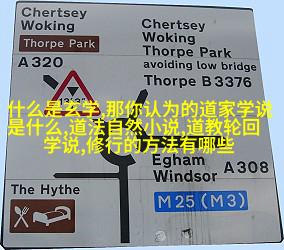 Chertsey
Woking
Thorpe Park
A320
Chertsey
Woking
Thorpe Park
avoiding low bridge
Thorpe B3376
什么是玄学,那你认为的道家学说
是什么,道法自然小说,道教轮回
学说,修行的方法有哪些
Egham
Windsor
A308
M25 (M3)
The Hythe